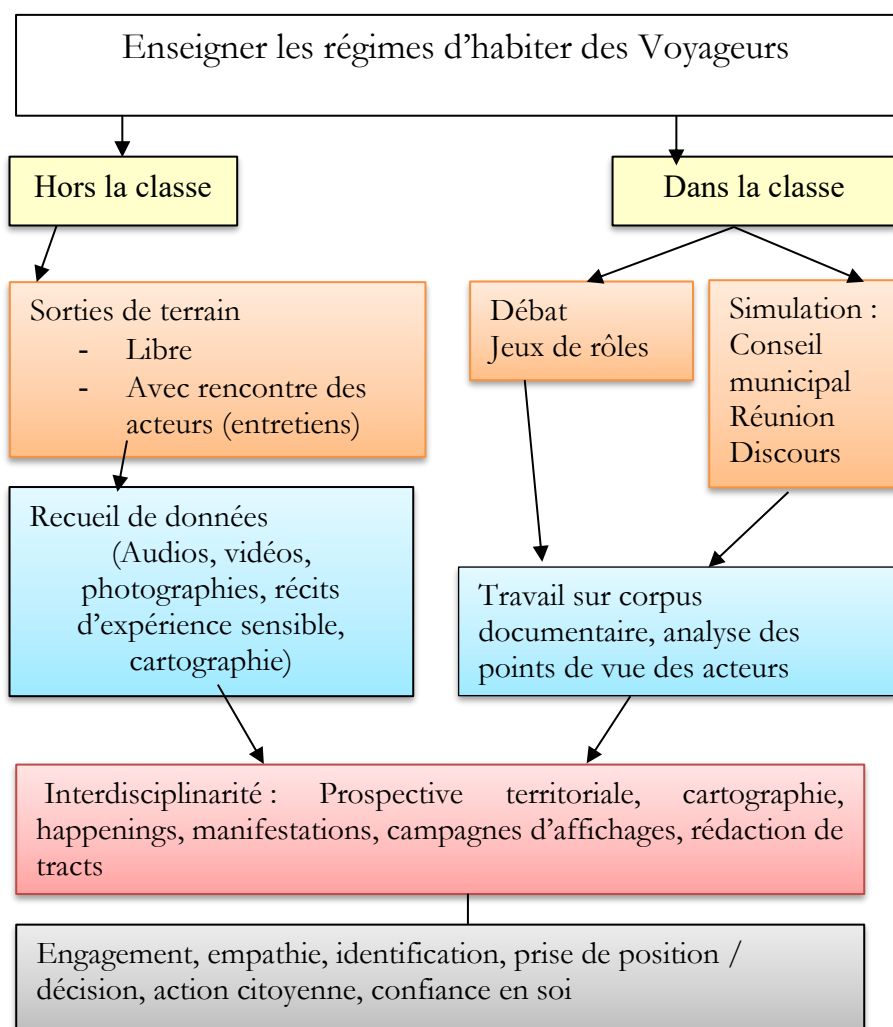 Enseigner les régimes d’habiter des Voyageurs
Hors la classe
Dans la classe
Sorties de terrain
- Libre
- Avec rencontre des
acteurs (entretiens)
Débat
Jeux de rôles
Simulation :
Conseil
municipal
Réunion
Discours
Recueil de données
(Audios, vidéos,
photographies, récits
d’expérience sensible,
cartographie)
Travail sur corpus
documentaire, analyse des
points de vue des acteurs
Interdisciplinarité : Prospective territoriale, cartographie,
happenings, manifestations, campagnes d’affichages, rédaction de
tracts
Engagement, empathie, identification, prise de position /
décision, action citoyenne, confiance en soi